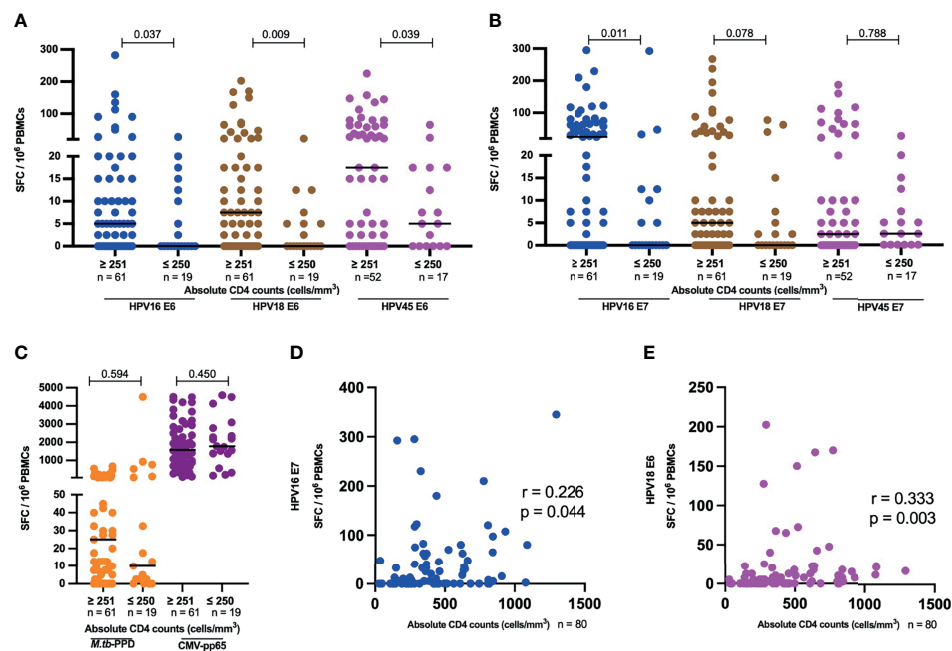 A
0.037
0.009
0.039
SFC / 10⁶ PBMCs
300
200
100
20
15
10
5
0
≥ 251
≤ 250
≥ 251
≤ 250
≥ 251
≤ 250
n = 61
n = 19
n = 61
n = 19
n =52
n = 17
Absolute CD4 counts (cells/mm³)
HPV16 E6
HPV18 E6
HPV45 E6
B
0.011
0.078
0.788
SFC / 10⁶ PBMCs
300
200
100
20
15
10
5
0
≥ 251
≤ 250
≥ 251
≤ 250
≥ 251
≤ 250
n = 61
n = 19
n = 61
n = 19
n =52
n = 17
Absolute CD4 counts (cells/mm³)
HPV16 E7
HPV18 E7
HPV45 E7
C
0.594
0.450
SFC / 10⁶ PBMCs
5000
4000
3000
2000
1000
50
40
30
20
10
0
≥ 251
≤ 250
≥ 251
≤ 250
n = 61
n = 19
n = 61
n = 19
Absolute CD4 counts (cells/mm³)
M.tb-PPD
CMV-pp65
D
HPV16 E7
SFC / 10⁶ PBMCs
400
300
200
100
0
r = 0.226
p = 0.044
0
500
1000
1500
Absolute CD4 counts (cells/mm³)
n = 80
E
HPV18 E6
SFC / 10⁶ PBMCs
250
200
150
100
50
0
r = 0.333
p = 0.003
0
500
1000
1500
Absolute CD4 counts (cells/mm³)
n = 80